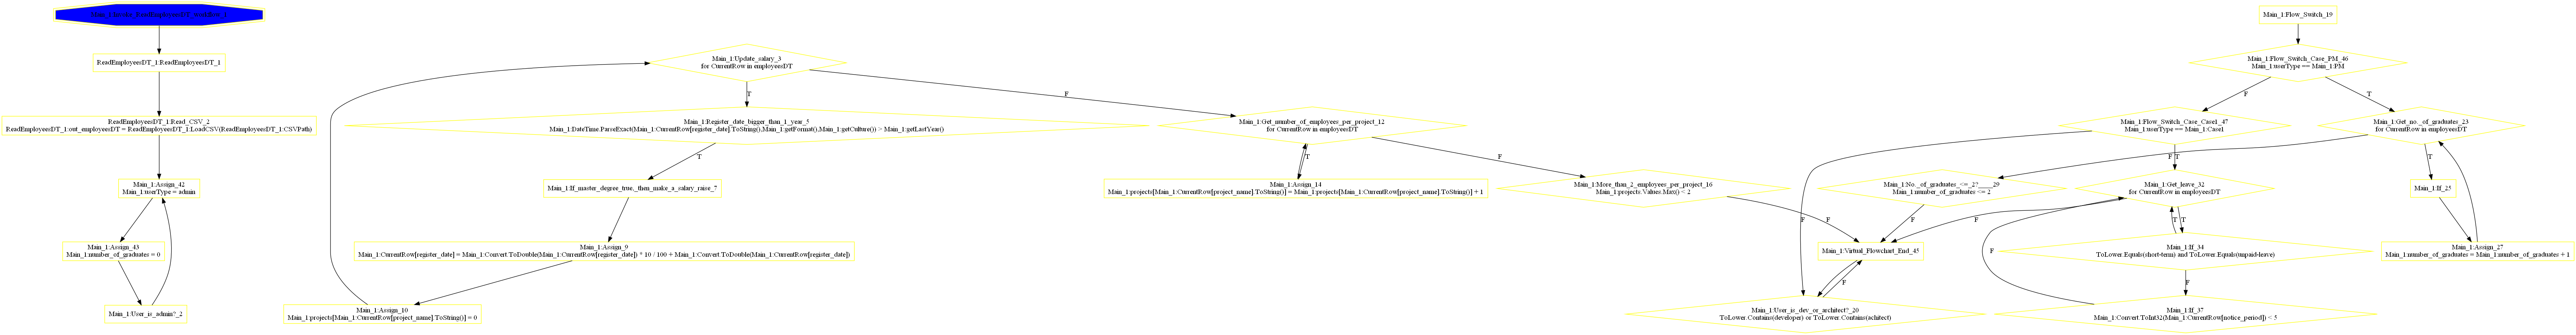 ReadEmployeesDT_1:ReadEmployeesDT_1
ReadEmployeesDT_1:Read_CSV_2
ReadEmployeesDT_1:out_employeesDT = ReadEmployeesDT_1:LoadCSV(ReadEmployeesDT_1:CSVPath)
Main_1:Assign_42
Main_1:userType = admin
Main_1:Assign_43
Main_1:number_of_graduates = 0
Main_1:User_is_admin?_2
Main_1:Update_salary_3
for CurrentRow in employeesDT
T
F
Main_1:Register_date_bigger_than_1_year_5
Main_1:DateTime.ParseExact(Main_1:CurrentRow[register_date].ToString(),Main_1:getFormat(),Main_1:getCulture()) > Main_1:getLastYear()
T
Main_1:If_master_degree_true,_then_make_a_salary_raise_7
Main_1:Assign_9
Main_1:CurrentRow[register_date] = Main_1:Convert.ToDouble(Main_1:CurrentRow[register_date]) * 10 / 100 + Main_1:Convert.ToDouble(Main_1:CurrentRow[register_date])
Main_1:Assign_10
Main_1:projects[Main_1:CurrentRow[project_name].ToString()] = 0
Main_1:Get_number_of_employees_per_project_12
for CurrentRow in employeesDT
T
F
Main_1:Assign_14
Main_1:projects[Main_1:CurrentRow[project_name].ToString()] = Main_1:projects[Main_1:CurrentRow[project_name].ToString()] + 1
Main_1:More_than_2_employees_per_project_16
Main_1:projects.Values.Max() < 2
F
Main_1:Flow_Switch_19
Main_1:Flow_Switch_Case_PM_46
Main_1:userType == Main_1:PM
F
T
Main_1:Flow_Switch_Case_Case1_47
Main_1:userType == Main_1:Case1
F
T
Main_1:Get_no._of_graduates_23
for CurrentRow in employeesDT
F
T
Main_1:No._of_graduates_<=_2?____29
Main_1:number_of_graduates <= 2
F
Main_1:Get_leave_32
for CurrentRow in employeesDT
F
T
T
Main_1:If_25
Main_1:Virtual_Flowchart_End_45
Main_1:If_34
ToLower.Equals(short-term) and ToLower.Equals(unpaid-leave)
F
F
Main_1:Assign_27
Main_1:number_of_graduates = Main_1:number_of_graduates + 1
F
Main_1:User_is_dev_or_architect?_20
ToLower.Contains(developer) or ToLower.Contains(achitect)
Main_1:If_37
Main_1:Convert.ToInt32(Main_1:CurrentRow[notice_period]) < 5